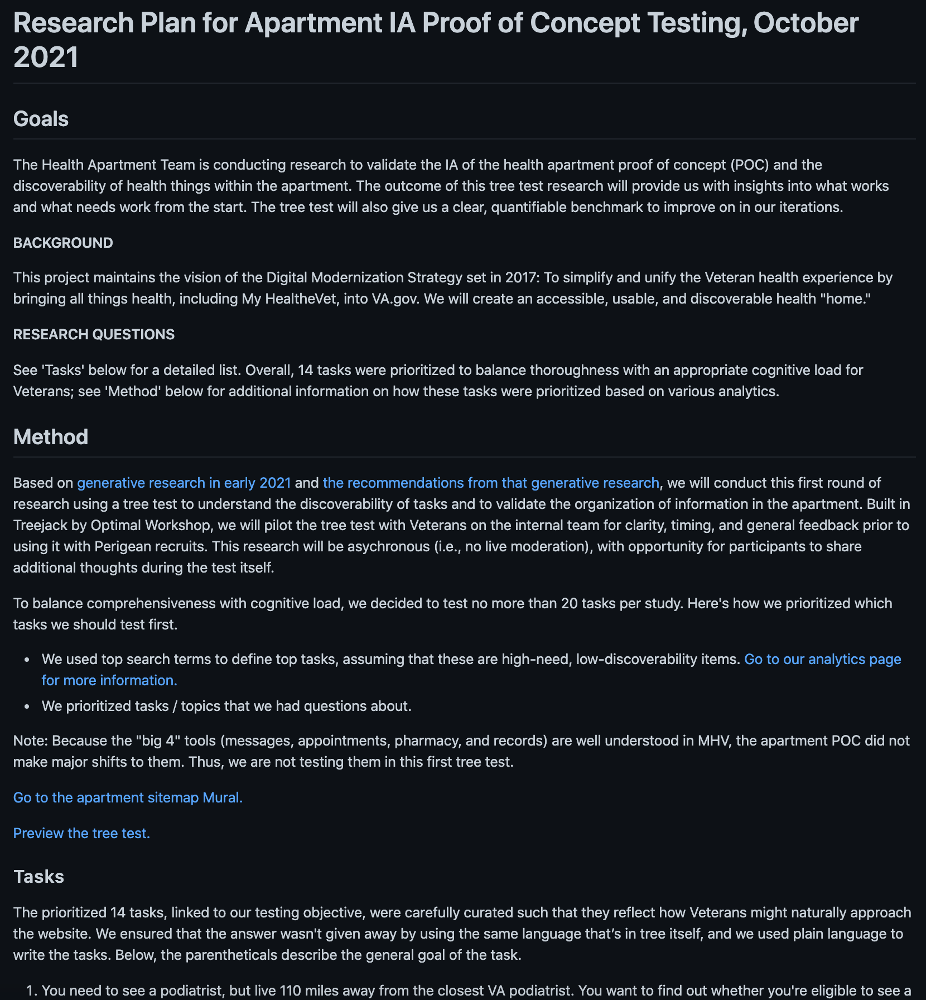 Research Plan for Apartment IA Proof of Concept Testing, October
2021
Goals
The Health Apartment Team is conducting research to validate the IA of the health apartment proof of concept (POC) and the
discoverability of health things within the apartment. The outcome of this tree test research will provide us with insights into what works
and what needs work from the start. The tree test will also give us a clear, quantifiable benchmark to improve on in our iterations.
BACKGROUND
This project maintains the vision of the Digital Modernization Strategy set in 2017: To simplify and unify the Veteran health experience by
bringing all things health, including My HealtheVet, into VA.gov. We will create an accessible, usable, and discoverable health "home."
RESEARCH QUESTIONS
See 'Tasks' below for a detailed list. Overall, 14 tasks were prioritized to balance thoroughness with an appropriate cognitive load for
Veterans; see 'Method' below for additional information on how these tasks were prioritized based on various analytics.
Method
Based on generative research in early 2021 and the recommendations from that generative research, we will conduct this first round of
research using a tree test to understand the discoverability of tasks and to validate the organization of information in the apartment. Built in
Treejack by Optimal Workshop, we will pilot the tree test with Veterans on the internal team for clarity, timing, and general feedback prior to
using it with Perigean recruits. This research will be asychronous (i.e., no live moderation), with opportunity for participants to share
additional thoughts during the test itself.
To balance comprehensiveness with cognitive load, we decided to test no more than 20 tasks per study. Here's how we prioritized which
tasks we should test first.
• We used top search terms to define top tasks, assuming that these are high-need, low-discoverability items. Go to our analytics page
for more information.
• We prioritized tasks / topics that we had questions about.
Note: Because the "big 4" tools (messages, appointments, pharmacy, and records) are well understood in MHV, the apartment POC did not
make major shifts to them. Thus, we are not testing them in this first tree test.
Go to the apartment sitemap Mural.
Preview the tree test.
Tasks
The prioritized 14 tasks, linked to our testing objective, were carefully curated such that they reflect how Veterans might naturally approach
the website. We ensured that the answer wasn't given away by using the same language that’s in tree itself, and we used plain language to
write the tasks. Below, the parentheticals describe the general goal of the task.
1. You need to see a podiatrist, but live 110 miles away from the closest VA podiatrist. You want to find out whether you're eligible to see a